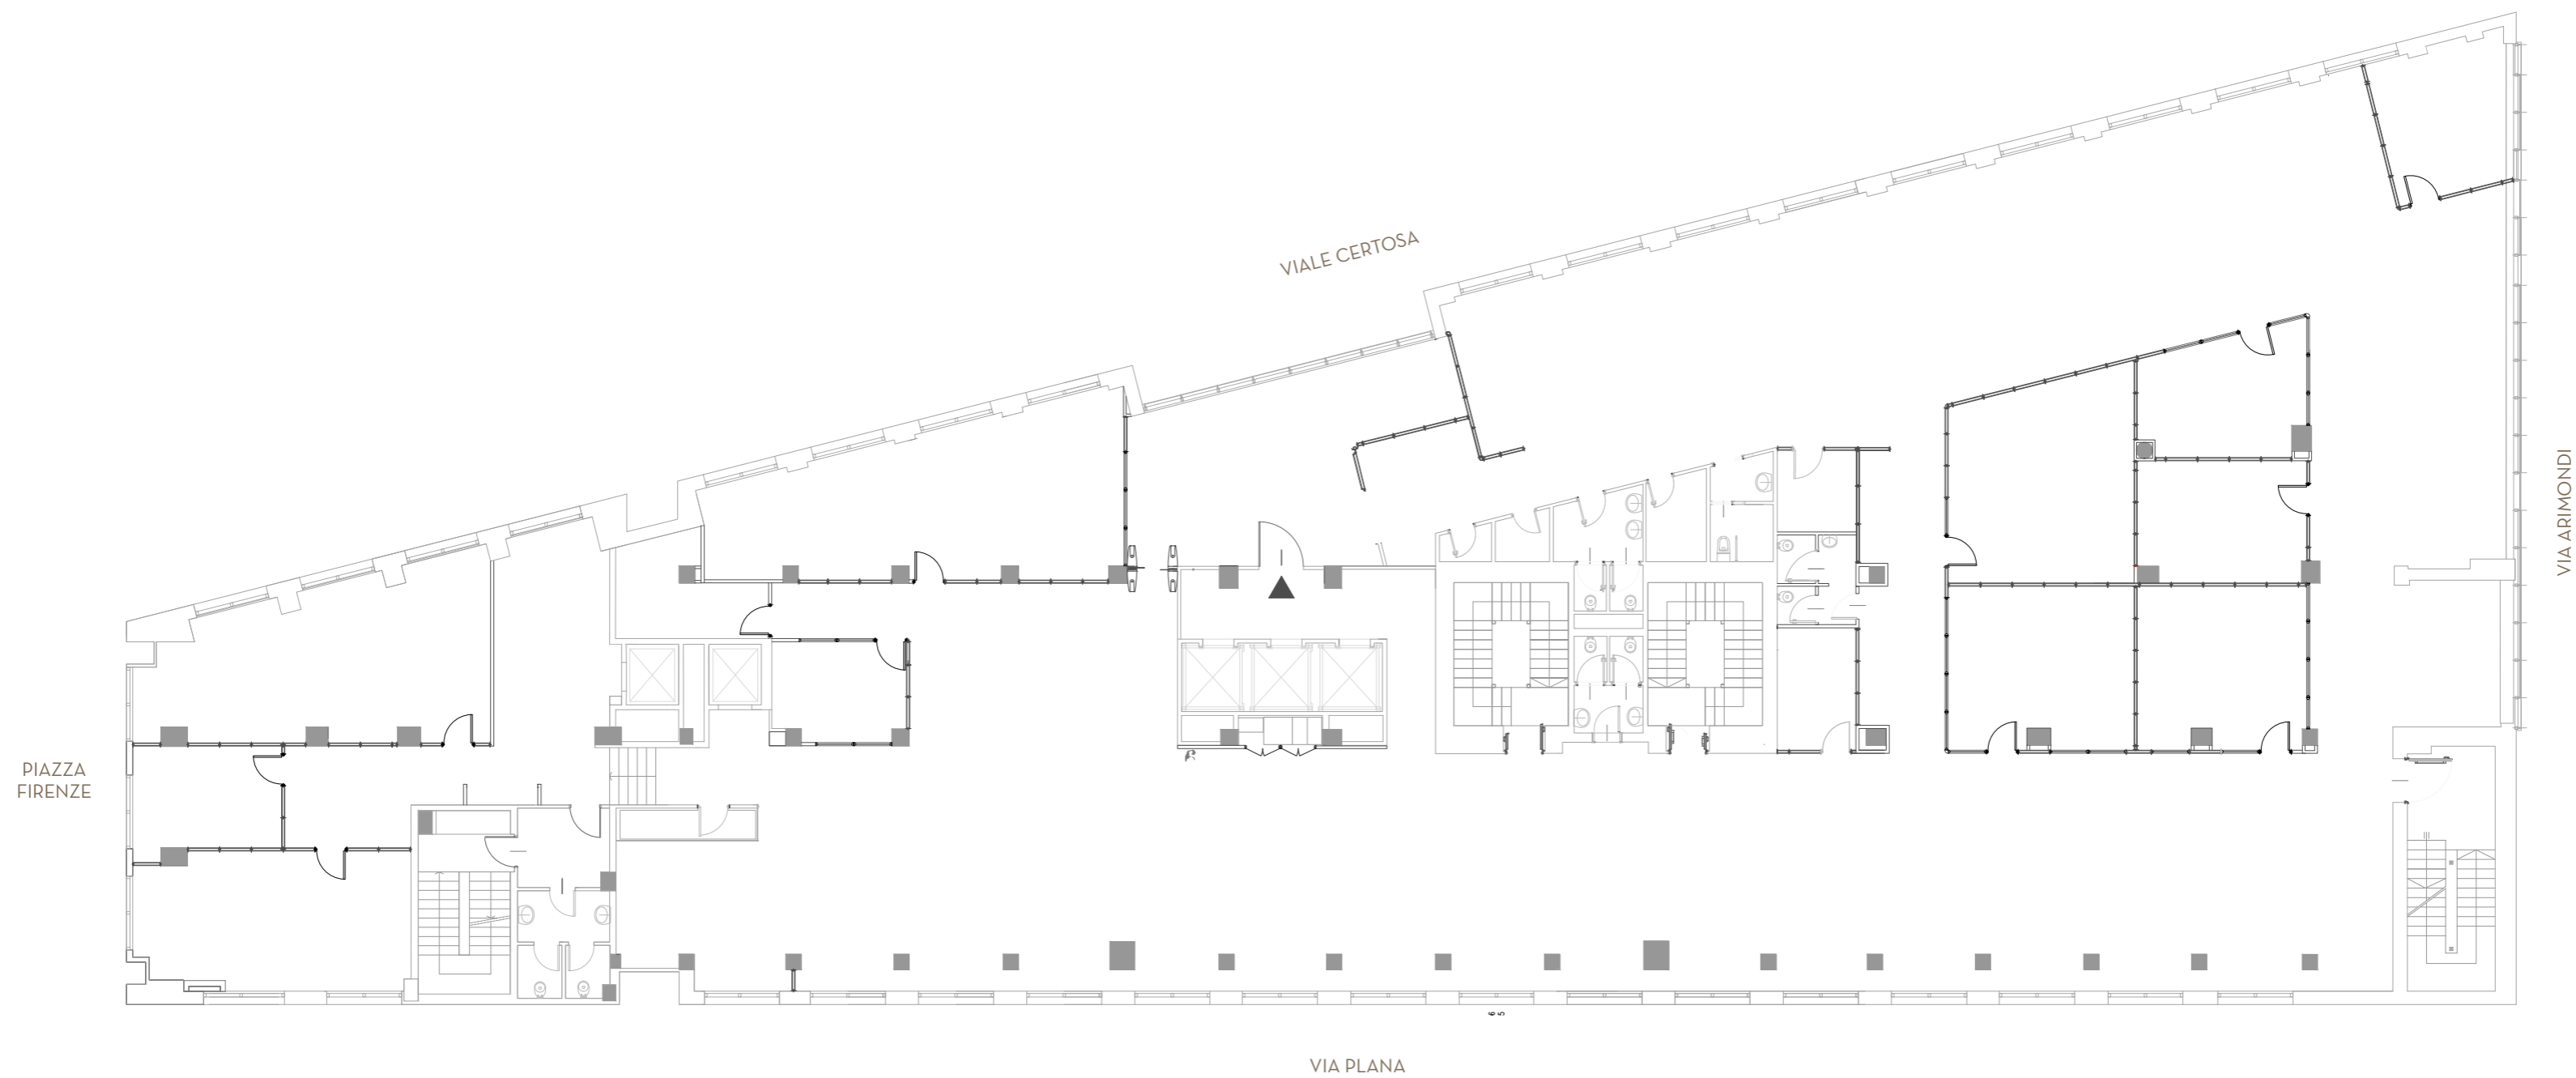 VIALE CERTOSA
VIA ARIMONDI
PIAZZA
FIRENZE
VIA PLANA